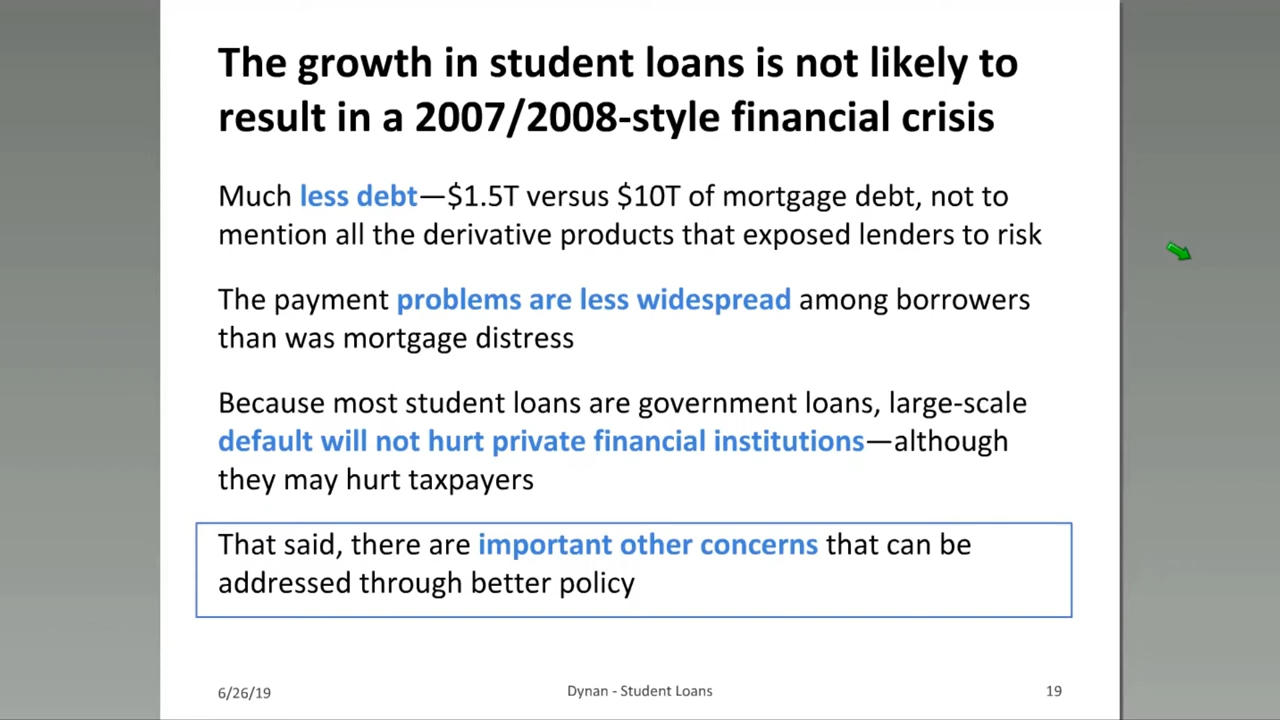 The growth in student loans is not likely to
result in a 2007/2008-style financial crisis
Much less debt—$1.5T versus $10T of mortgage debt, not to
mention all the derivative products that exposed lenders to risk
The payment problems are less widespread among borrowers
than was mortgage distress
Because most student loans are government loans, large-scale
default will not hurt private financial institutions—although
they may hurt taxpayers
That said, there are important other concerns that can be
addressed through better policy
6/26/19
Dynan - Student Loans
19